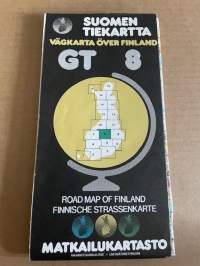 SUOMEN
TIEKARTTA
VÄGKARTA ÖVER FINLAND
GT 8
ROAD MAP OF FINLAND
FINNISCHE STRASSENKARTE
MATKAILUKARTASTO